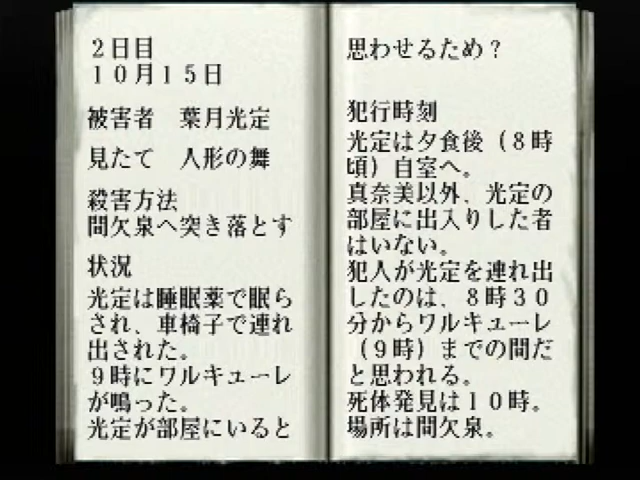 ２日目
１０月１５日
被害者　葉月光定
見たて　人形の舞
殺害方法
間欠泉へ突き落とす
状況
光定は睡眠薬で眠ら
され、車椅子で連れ
出された。
９時にワルキューレ
が鳴った。
光定が部屋にいると
思わせるため？
犯行時刻
光定は夕食後（８時
頃）自室へ。
真奈美以外、光定の
部屋に出入りした者
はいない。
犯人が光定を連れ出
したのは、８時３０
分からワルキューレ
（９時）までの間だ
と思われる。
死体発見は１０時。
場所は間欠泉。